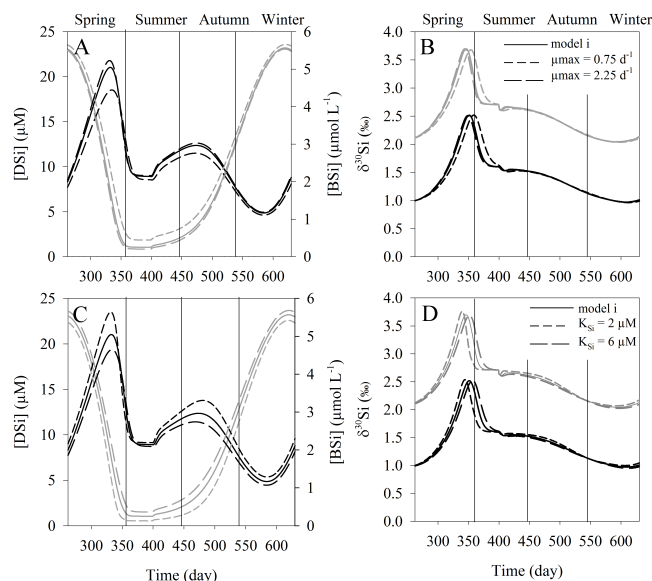 Spring Summer Autumn Winter
Spring Summer Autumn Winter
A
B
model i
µmax = 0.75 d⁻¹
µmax = 2.25 d⁻¹
[DSi] (µM)
[BSi] (µmol L⁻¹)
δ³⁰Si (‰)
25
20
15
10
5
0
6
5
4
3
2
1
0
4.0
3.5
3.0
2.5
2.0
1.5
1.0
0.5
0.0
300 350 400 450 500 550 600
300 350 400 450 500 550 600
C
D
model i
K_Si = 2 µM
K_Si = 6 µM
[DSi] (µM)
[BSi] (µmol L⁻¹)
δ³⁰Si (‰)
25
20
15
10
5
0
6
5
4
3
2
1
0
4.0
3.5
3.0
2.5
2.0
1.5
1.0
0.5
0.0
300 350 400 450 500 550 600
300 350 400 450 500 550 600
Time (day)
Time (day)